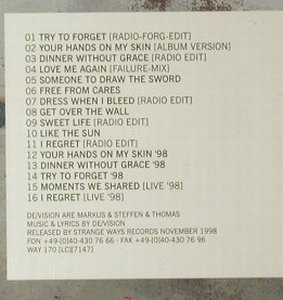 01 TRY TO FORGET [RADIO-FORG-EDIT]
02 YOUR HANDS ON MY SKIN [ALBUM VERSION]
03 DINNER WITHOUT GRACE [RADIO EDIT]
04 LOVE ME AGAIN [FAILURE-MIX]
05 SOMEONE TO DRAW THE SWORD
06 FREE FROM CARES
07 DRESS WHEN I BLEED [RADIO EDIT]
08 GET OVER THE WALL
09 SWEET LIFE [RADIO EDIT]
10 LIKE THE SUN
11 I REGRET [RADIO EDIT]
12 YOUR HANDS ON MY SKIN '98
13 DINNER WITHOUT GRACE '98
14 TRY TO FORGET '98
15 MOMENTS WE SHARED [LIVE '98]
16 I REGRET [LIVE '98]
DE/VISION ARE MARKUS & STEFFEN & THOMAS
MUSIC & LYRICS BY DE/VISION
RELEASED BY STRANGE WAYS RECORDS NOVEMBER 1998
FON +49-(0)40-430 76 66 · FAX +49-(0)40-430 76 96
WAY 170 [LC][7147]